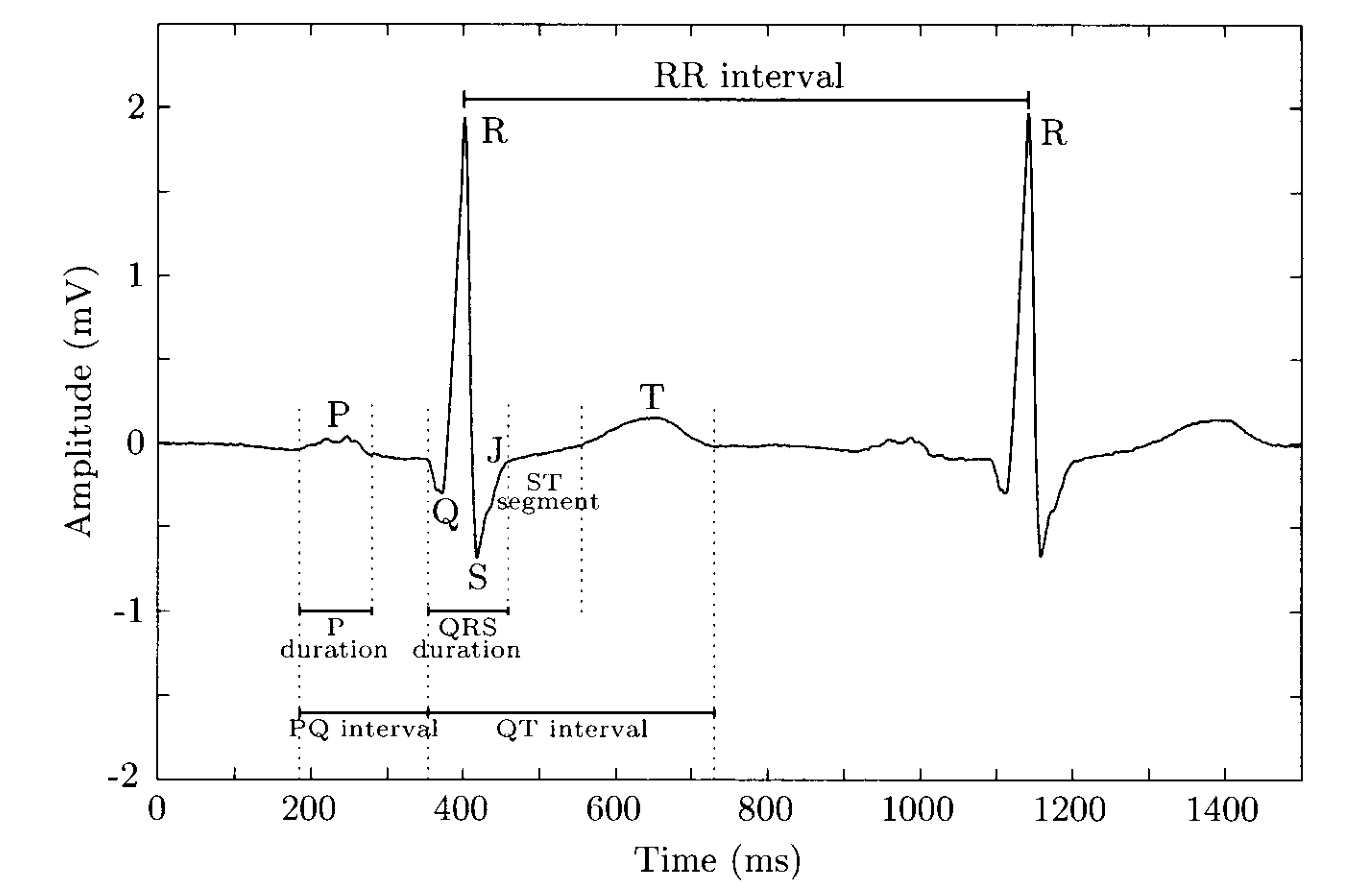 RR interval
2
R
R
1
Amplitude (mV)
P
T
0
J
ST
segment
Q
S
-1
P
duration
QRS
duration
PQ interval
QT interval
-2
0
200
400
600
800
1000
1200
1400
Time (ms)